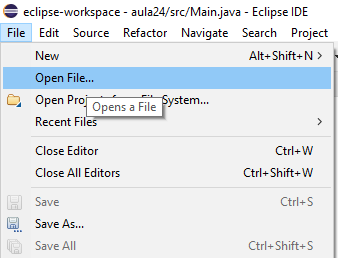 eclipse-workspace - aula24/src/Main.java - Eclipse IDE
File Edit Source Refactor Navigate Search Project
New Alt+Shift+N >
Open File...
Open Projects from File System...
Opens a File
Recent Files >
Close Editor Ctrl+W
Close All Editors Ctrl+Shift+W
Save Ctrl+S
Save As...
Save All Ctrl+Shift+S